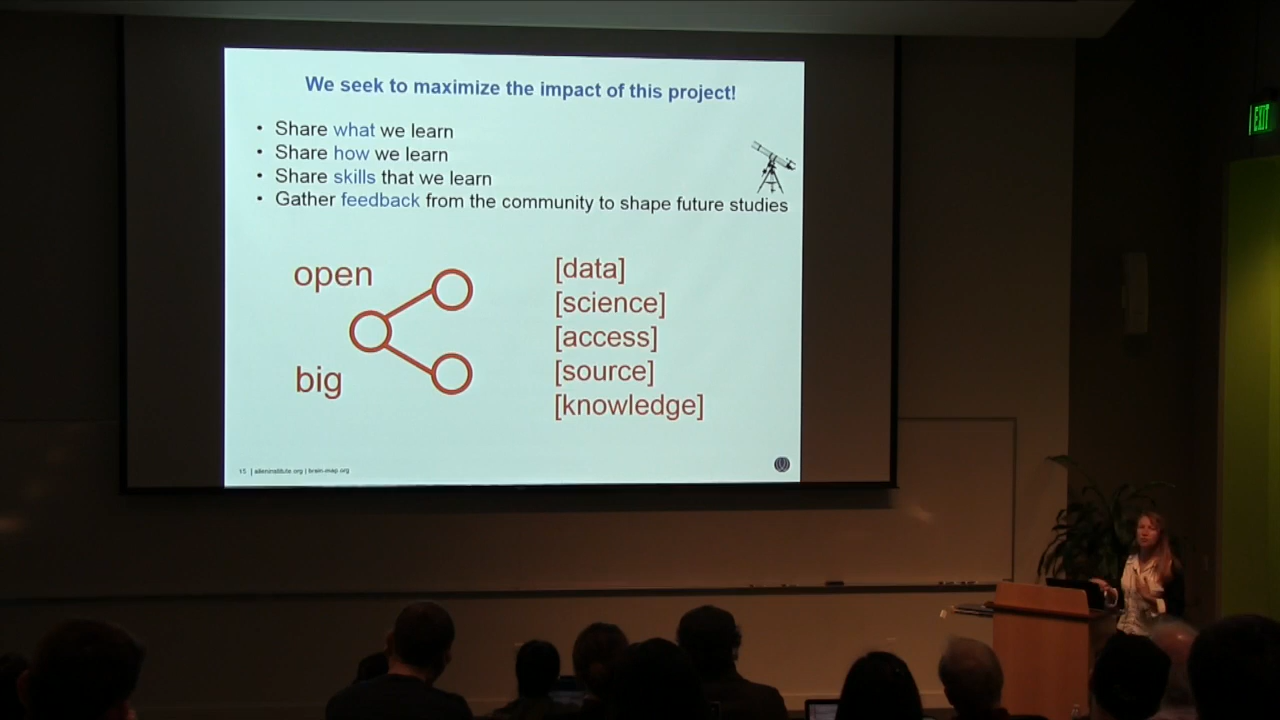 We seek to maximize the impact of this project!
• Share what we learn
• Share how we learn
• Share skills that we learn
• Gather feedback from the community to shape future studies
open
big
[data]
[science]
[access]
[source]
[knowledge]
15 | alleninstitute.org | brain-map.org
EXIT